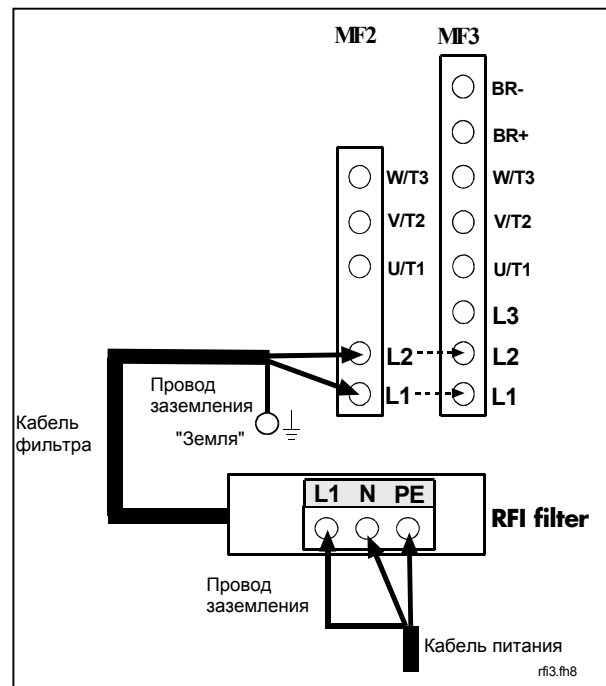 MF2 MF3
BR-
BR+
W/T3 W/T3
V/T2 V/T2
U/T1 U/T1
L3
L2 L2
L1 L1
Провод
заземления
"Земля"
Кабель
фильтра
L1 N PE
RFI filter
Провод
заземления
Кабель питания
rfi3.fh8